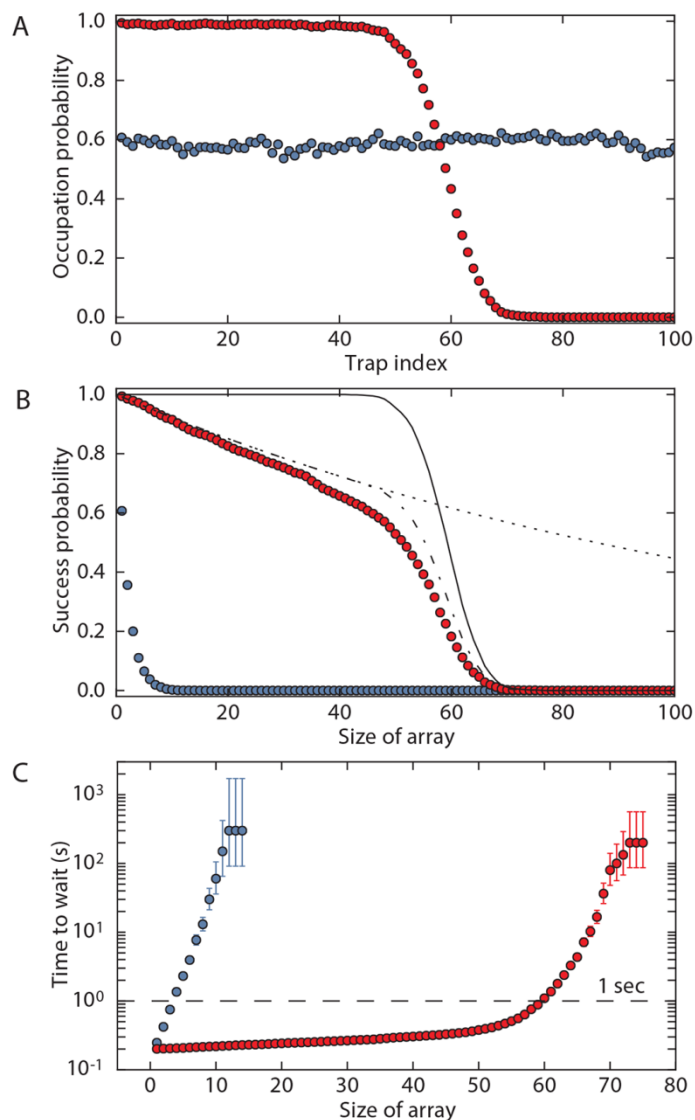 A
Occupation probability
1.0
0.8
0.6
0.4
0.2
0.0
0 20 40 60 80 100
Trap index
B
Success probability
1.0
0.8
0.6
0.4
0.2
0.0
0 20 40 60 80 100
Size of array
C
Time to wait (s)
10³
10²
10¹
10⁰
10⁻¹
1 sec
0 10 20 30 40 50 60 70 80
Size of array